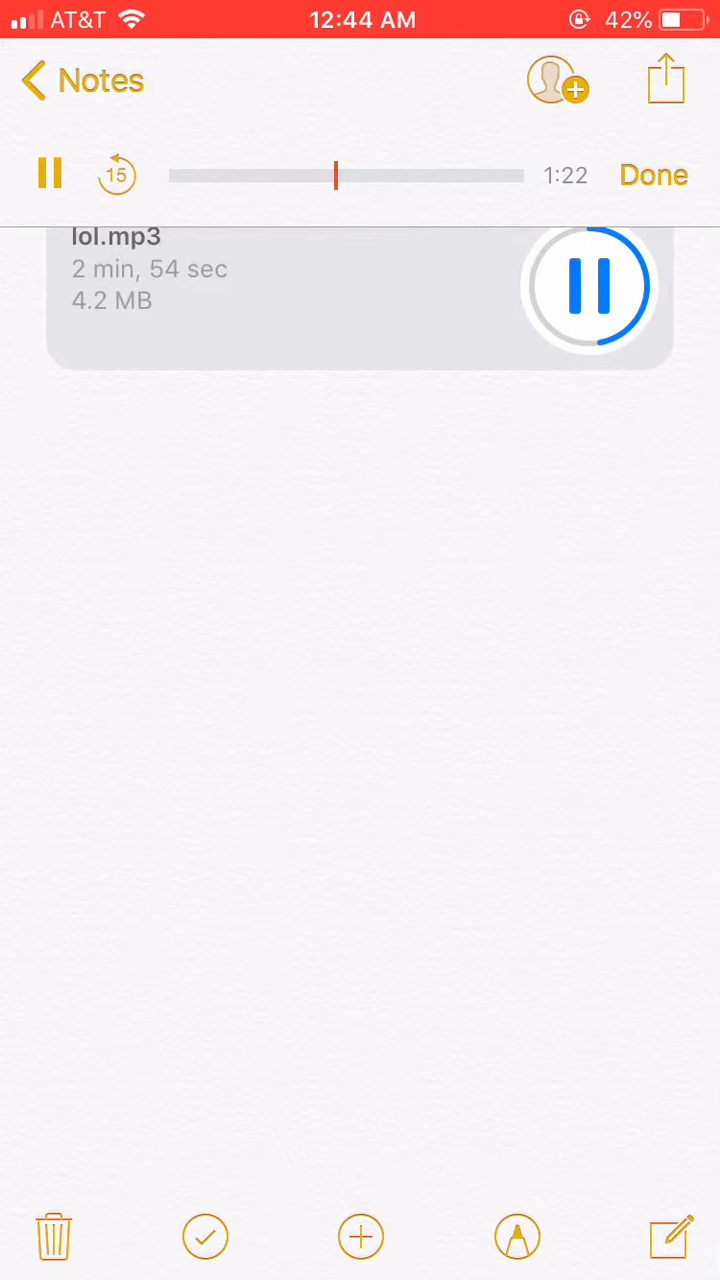 AT&T 12:44 AM 42%
Notes
15 1:22 Done
lol.mp3
2 min, 54 sec
4.2 MB